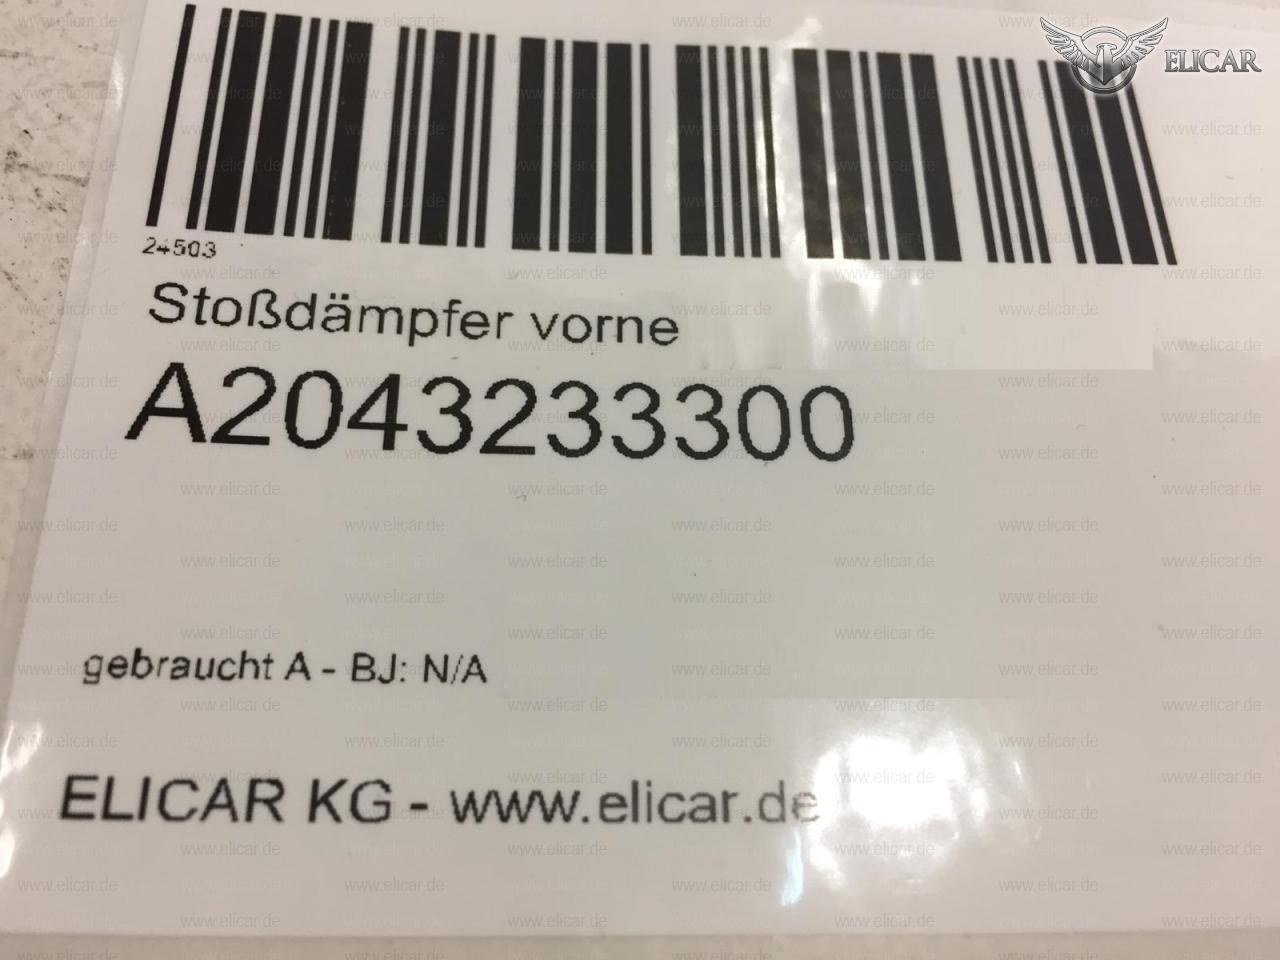 ELICAR
24503
Stoßdämpfer vorne
A2043233300
gebraucht A - BJ: N/A
ELICAR KG - www.elicar.de